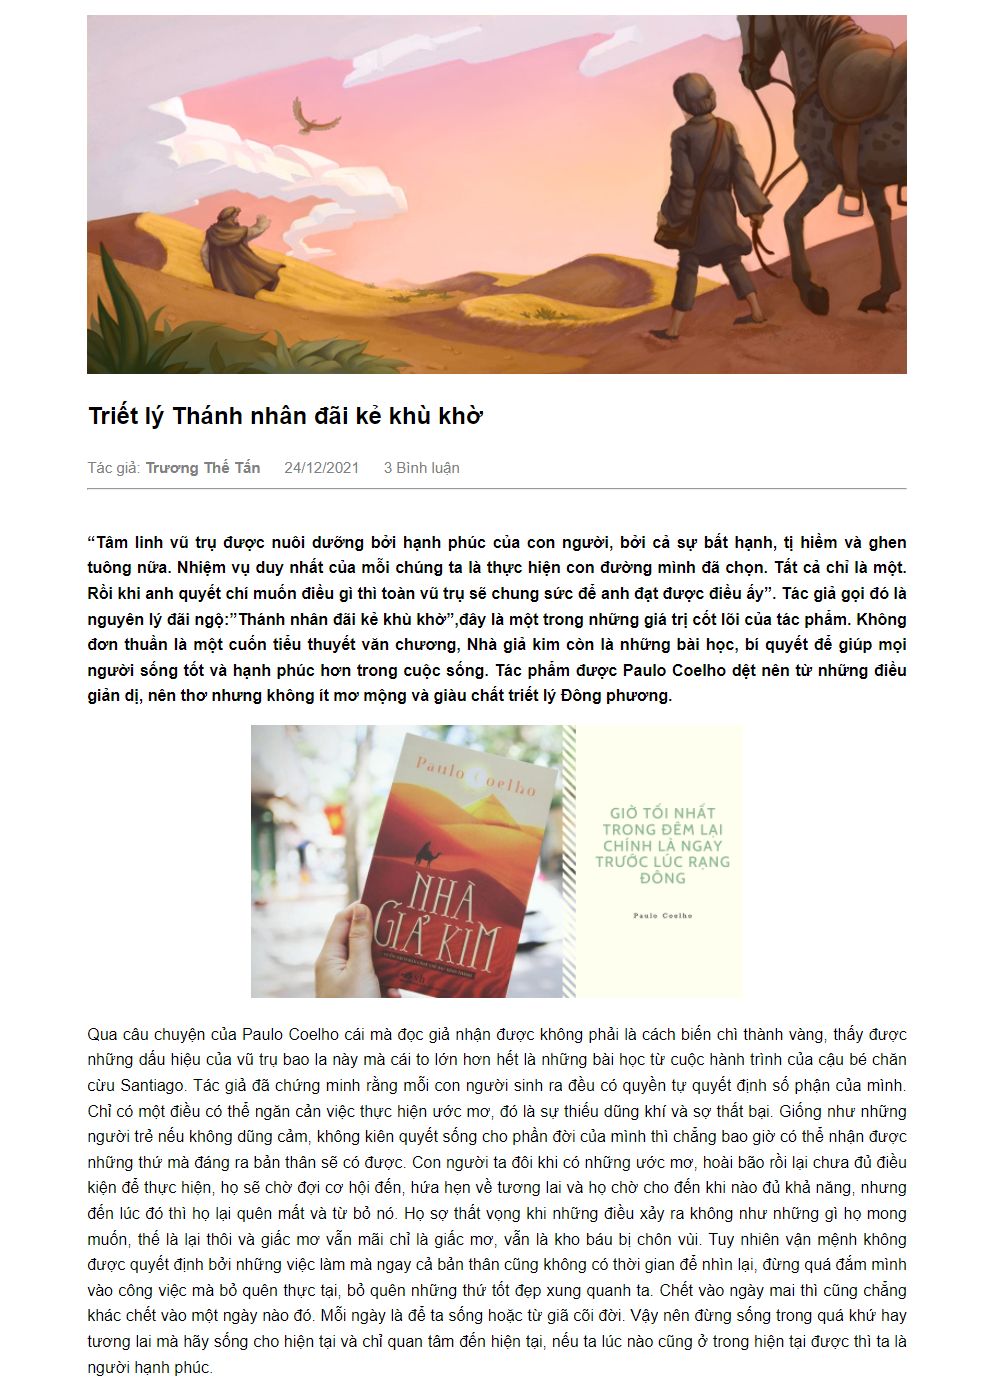 Triết lý Thánh nhân đãi kẻ khù khờ
Tác giả: Trương Thế Tấn 24/12/2021 3 Bình luận
“Tâm linh vũ trụ được nuôi dưỡng bởi hạnh phúc của con người, bởi cả sự bất hạnh, tị hiềm và ghen
tuông nữa. Nhiệm vụ duy nhất của mỗi chúng ta là thực hiện con đường mình đã chọn. Tất cả chỉ là một.
Rồi khi anh quyết chí muốn điều gì thì toàn vũ trụ sẽ chung sức để anh đạt được điều ấy”. Tác giả gọi đó là
nguyên lý đãi ngộ:”Thánh nhân đãi kẻ khù khờ”,đây là một trong những giá trị cốt lõi của tác phẩm. Không
đơn thuần là một cuốn tiểu thuyết văn chương, Nhà giả kim còn là những bài học, bí quyết để giúp mọi
người sống tốt và hạnh phúc hơn trong cuộc sống. Tác phẩm được Paulo Coelho dệt nên từ những điều
giản dị, nên thơ nhưng không ít mơ mộng và giàu chất triết lý Đông phương.
Paulo Coelho
NHÀ
GIẢ KIM
GIỜ TỐI NHẤT
TRONG ĐÊM LẠI
CHÍNH LÀ NGAY
TRƯỚC LÚC RẠNG
ĐÔNG
Paulo Coelho
Qua câu chuyện của Paulo Coelho cái mà đọc giả nhận được không phải là cách biến chì thành vàng, thấy được
những dấu hiệu của vũ trụ bao la này mà cái to lớn hơn hết là những bài học từ cuộc hành trình của cậu bé chăn
cừu Santiago. Tác giả đã chứng minh rằng mỗi con người sinh ra đều có quyền tự quyết định số phận của mình.
Chỉ có một điều có thể ngăn cản việc thực hiện ước mơ, đó là sự thiếu dũng khí và sợ thất bại. Giống như những
người trẻ nếu không dũng cảm, không kiên quyết sống cho phần đời của mình thì chẳng bao giờ có thể nhận được
những thứ mà đáng ra bản thân sẽ có được. Con người ta đôi khi có những ước mơ, hoài bão rồi lại chưa đủ điều
kiện để thực hiện, họ sẽ chờ đợi cơ hội đến, hứa hẹn về tương lai và họ chờ cho đến khi nào đủ khả năng, nhưng
đến lúc đó thì họ lại quên mất và từ bỏ nó. Họ sợ thất vọng khi những điều xảy ra không như những gì họ mong
muốn, thế là lại thôi và giấc mơ vẫn mãi chỉ là giấc mơ, vẫn là kho báu bị chôn vùi. Tuy nhiên vận mệnh không
được quyết định bởi những việc làm mà ngay cả bản thân cũng không có thời gian để nhìn lại, đừng quá đắm mình
vào công việc mà bỏ quên thực tại, bỏ quên những thứ tốt đẹp xung quanh ta. Chết vào ngày mai thì cũng chẳng
khác chết vào một ngày nào đó. Mỗi ngày là để ta sống hoặc từ giã cõi đời. Vậy nên đừng sống trong quá khứ hay
tương lai mà hãy sống cho hiện tại và chỉ quan tâm đến hiện tại, nếu ta lúc nào cũng ở trong hiện tại được thì ta là
người hạnh phúc.